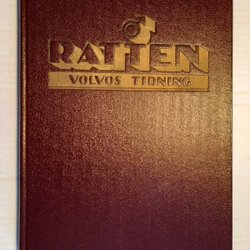 RATTEN
VOLVOS TIDNING